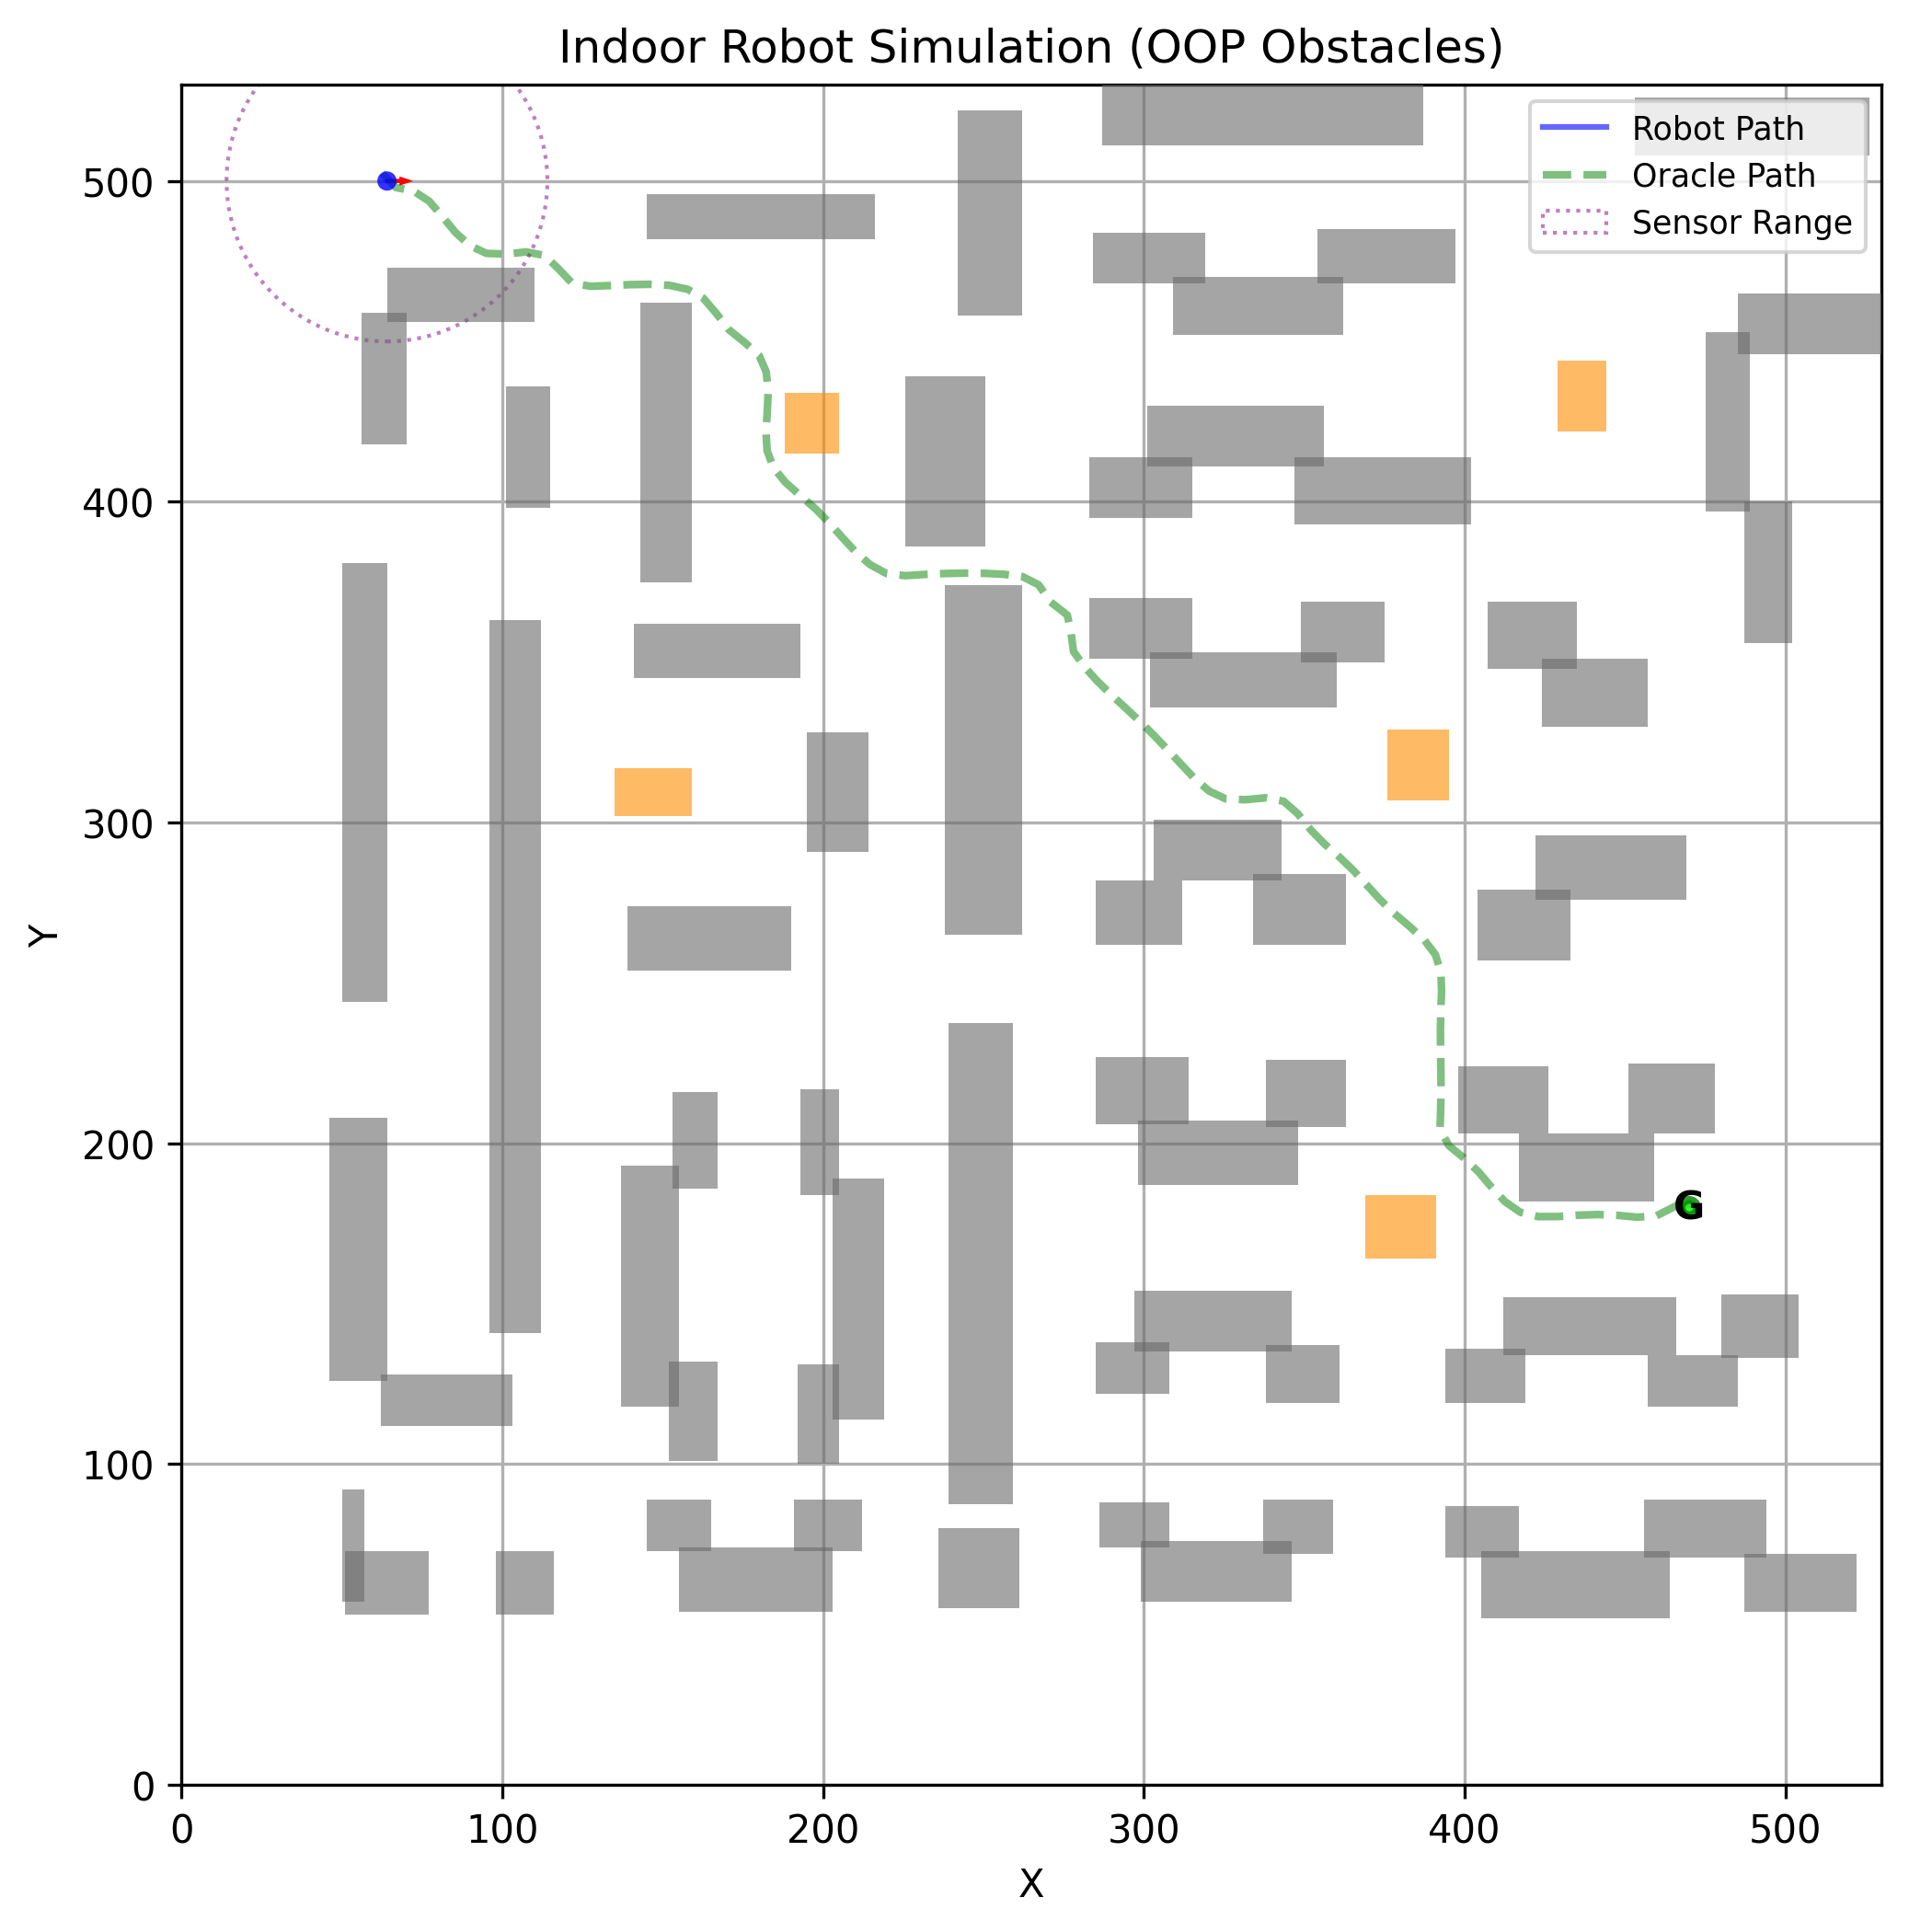 Indoor Robot Simulation (OOP Obstacles)
Robot Path
Oracle Path
Sensor Range
500
400
300
200
100
0
Y
G
0 100 200 300 400 500
X